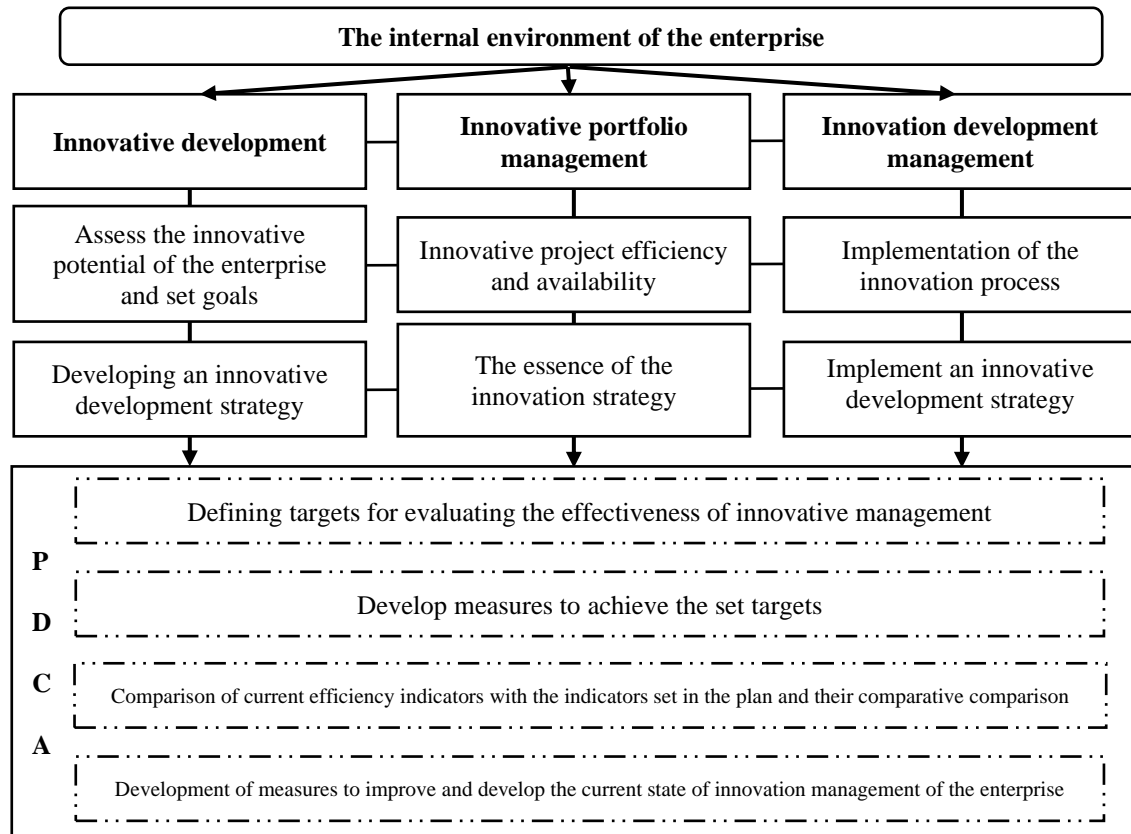 The internal environment of the enterprise
Innovative development
Innovative portfolio
management
Innovation development
management
Assess the innovative
potential of the enterprise
and set goals
Innovative project efficiency
and availability
Implementation of the
innovation process
Developing an innovative
development strategy
The essence of the
innovation strategy
Implement an innovative
development strategy
Defining targets for evaluating the effectiveness of innovative management
P
Develop measures to achieve the set targets
D
C
Comparison of current efficiency indicators with the indicators set in the plan and their comparative comparison
A
Development of measures to improve and develop the current state of innovation management of the enterprise